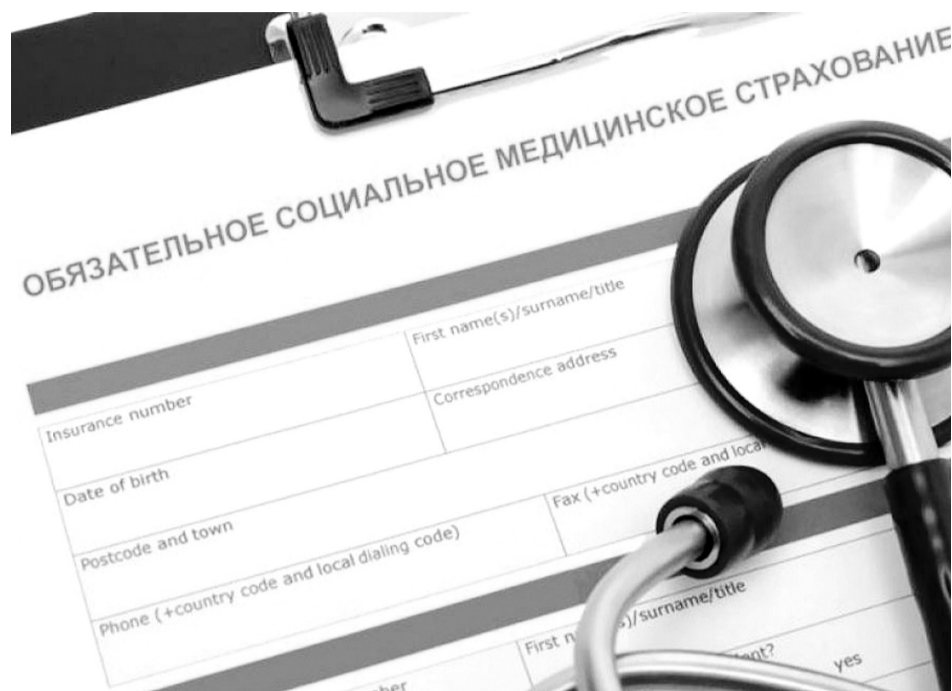 ОБЯЗАТЕЛЬНОЕ СОЦИАЛЬНОЕ МЕДИЦИНСКОЕ СТРАХОВАНИЕ
Insurance number
First name(s)/surname/title
Date of birth
Correspondence address
Postcode and town
Fax (+country code and local
Phone (+country code and local dialing code)
First /surname/title
yes